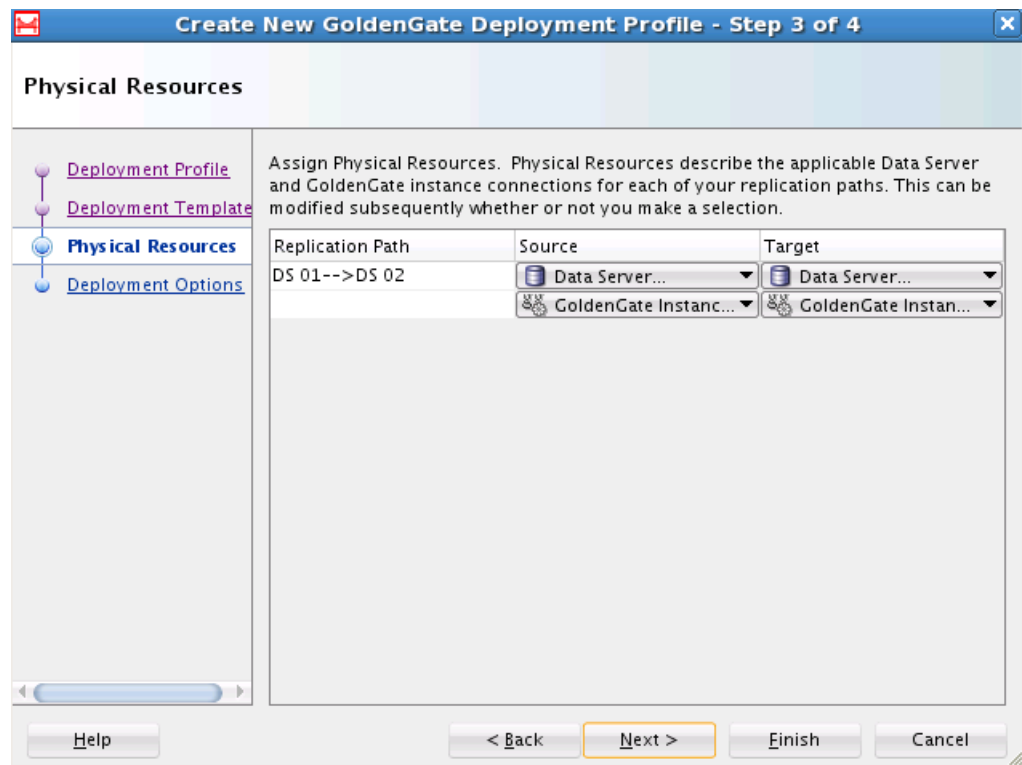 Create New GoldenGate Deployment Profile - Step 3 of 4
Physical Resources
Deployment Profile
Deployment Template
Physical Resources
Deployment Options
Assign Physical Resources. Physical Resources describe the applicable Data Server
and GoldenGate instance connections for each of your replication paths. This can be
modified subsequently whether or not you make a selection.
Replication Path Source Target
DS 01-->DS 02 Data Server... Data Server...
GoldenGate Instanc... GoldenGate Instan...
Help < Back Next > Finish Cancel